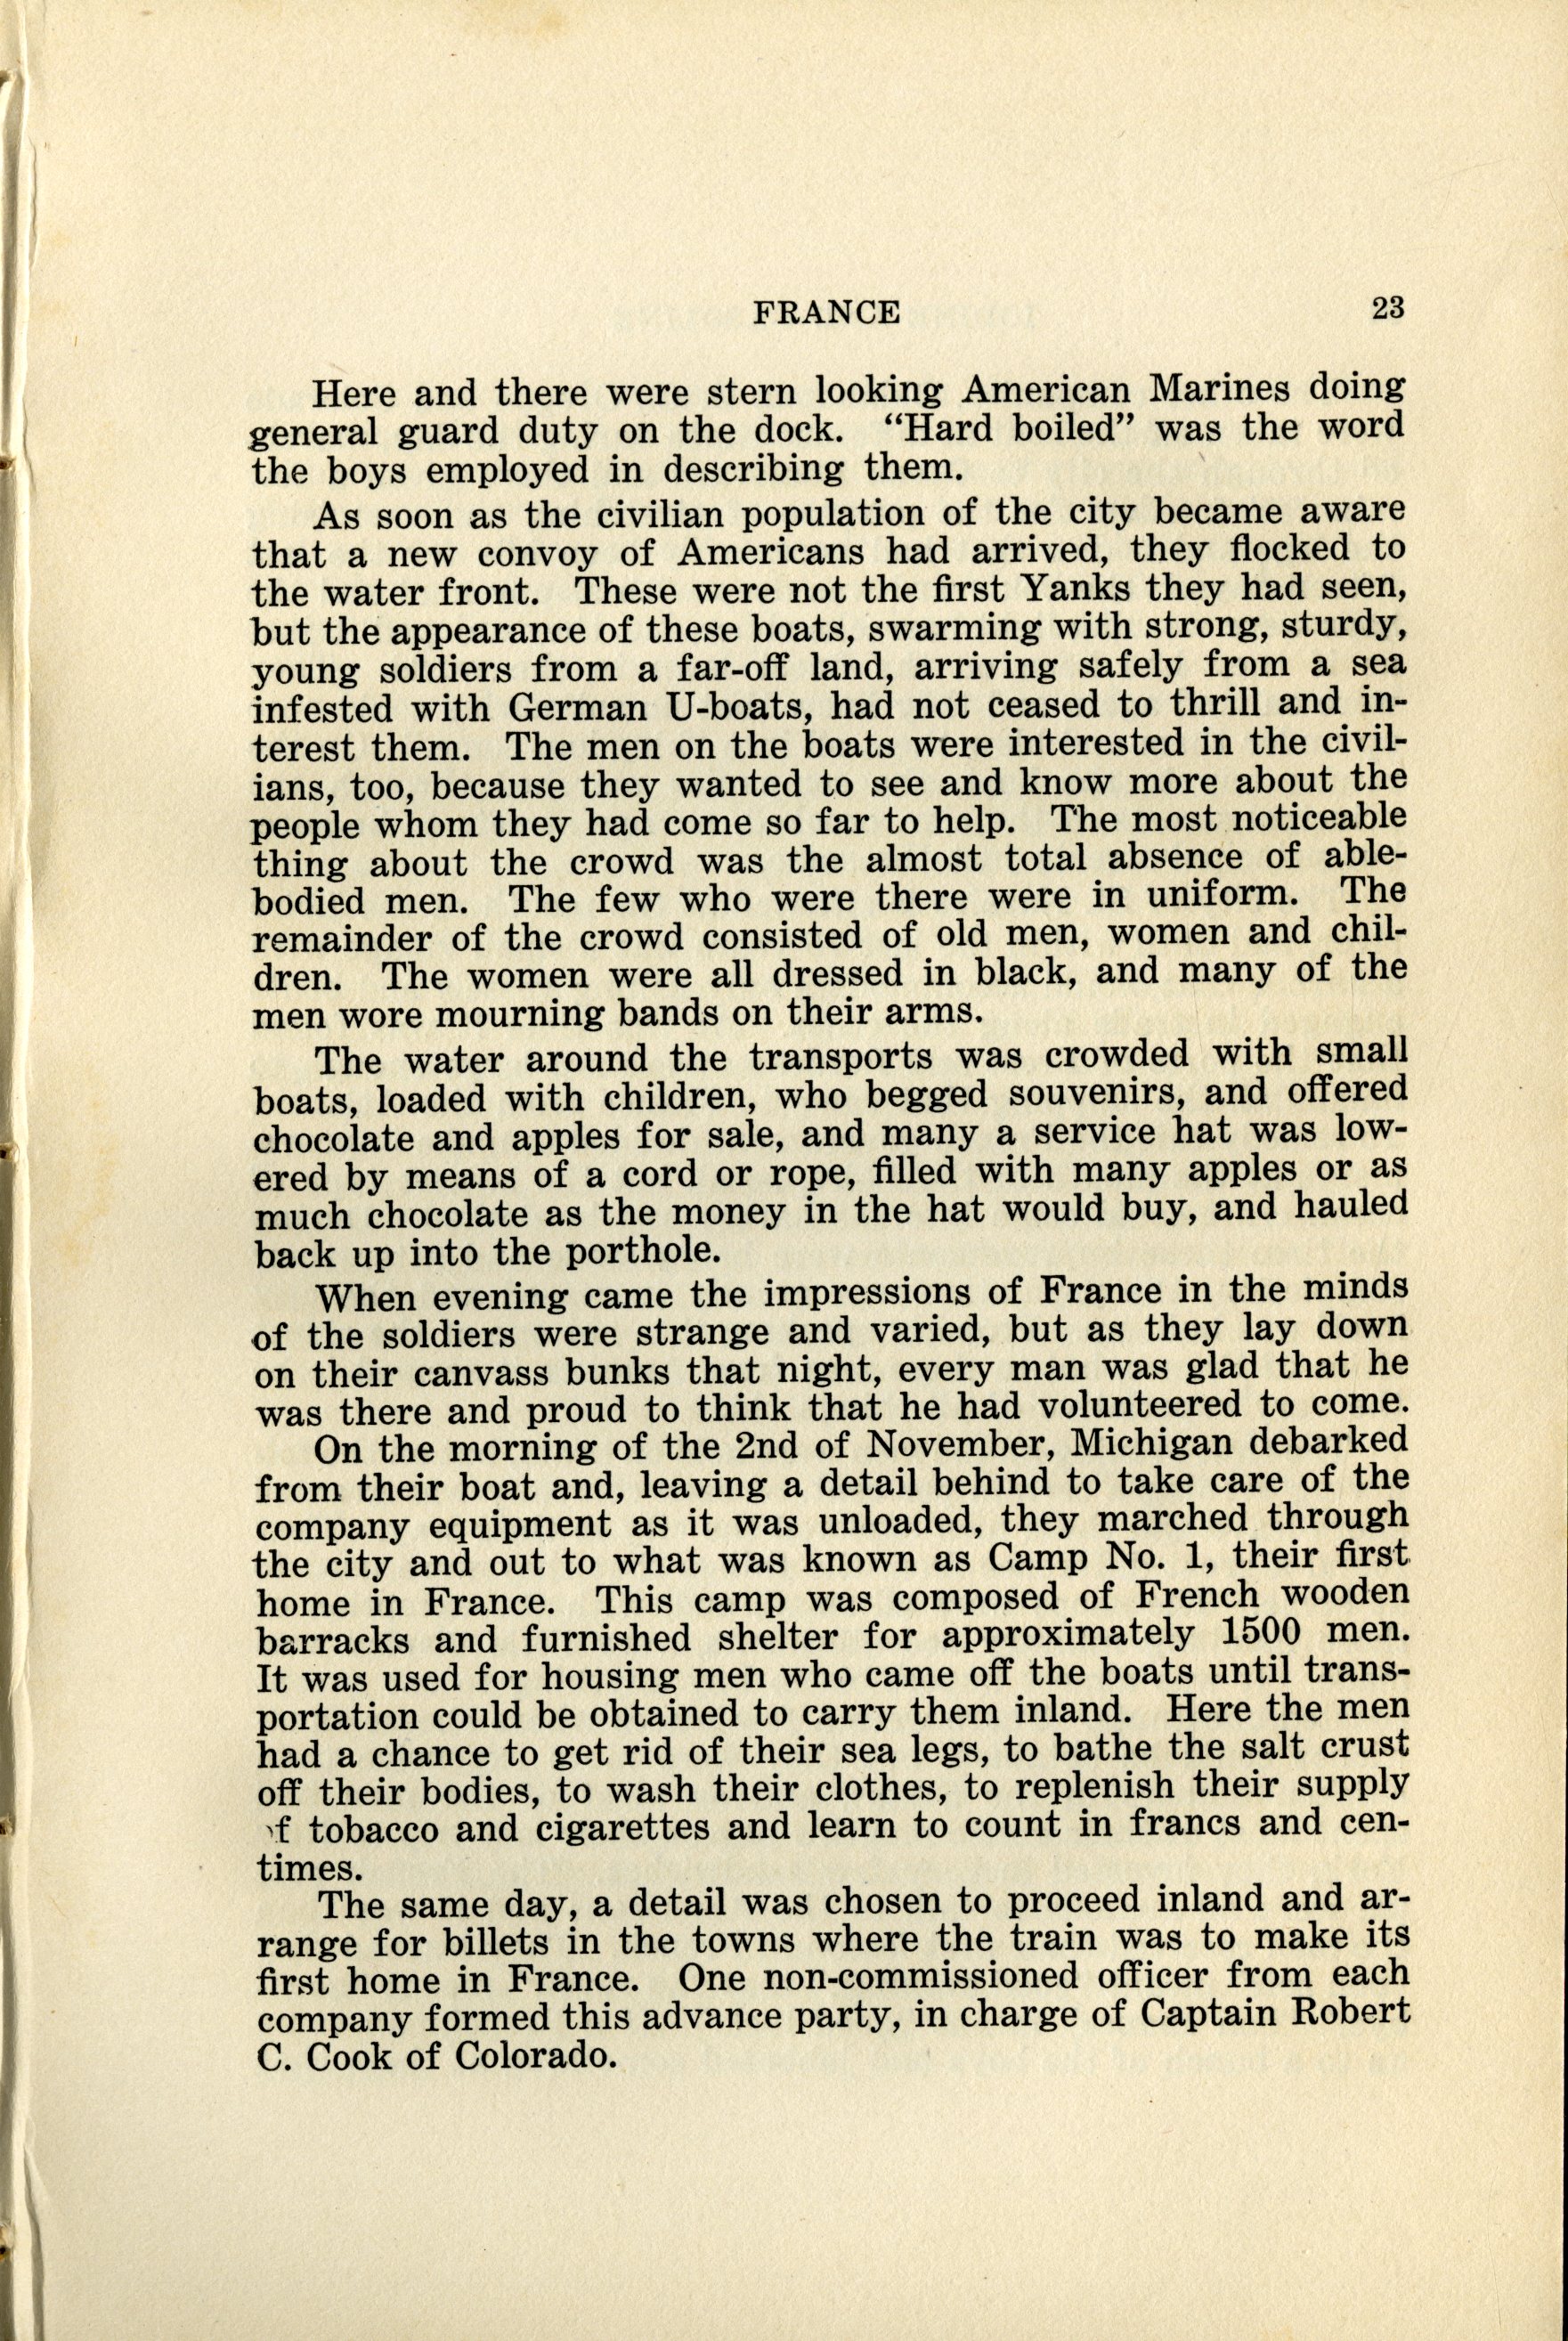 FRANCE 23
Here and there were stern looking American Marines doing
general guard duty on the dock. "Hard boiled" was the word
the boys employed in describing them.
As soon as the civilian population of the city became aware
that a new convoy of Americans had arrived, they flocked to
the water front. These were not the first Yanks they had seen,
but the appearance of these boats, swarming with strong, sturdy,
young soldiers from a far-off land, arriving safely from a sea
infested with German U-boats, had not ceased to thrill and in-
terest them. The men on the boats were interested in the civil-
ians, too, because they wanted to see and know more about the
people whom they had come so far to help. The most noticeable
thing about the crowd was the almost total absence of able-
bodied men. The few who were there were in uniform. The
remainder of the crowd consisted of old men, women and chil-
dren. The women were all dressed in black, and many of the
men wore mourning bands on their arms.
The water around the transports was crowded with small
boats, loaded with children, who begged souvenirs, and offered
chocolate and apples for sale, and many a service hat was low-
ered by means of a cord or rope, filled with many apples or as
much chocolate as the money in the hat would buy, and hauled
back up into the porthole.
When evening came the impressions of France in the minds
of the soldiers were strange and varied, but as they lay down
on their canvass bunks that night, every man was glad that he
was there and proud to think that he had volunteered to come.
On the morning of the 2nd of November, Michigan debarked
from their boat and, leaving a detail behind to take care of the
company equipment as it was unloaded, they marched through
the city and out to what was known as Camp No. 1, their first
home in France. This camp was composed of French wooden
barracks and furnished shelter for approximately 1500 men.
It was used for housing men who came off the boats until trans-
portation could be obtained to carry them inland. Here the men
had a chance to get rid of their sea legs, to bathe the salt crust
off their bodies, to wash their clothes, to replenish their supply
f tobacco and cigarettes and learn to count in francs and cen-
times.
The same day, a detail was chosen to proceed inland and ar-
range for billets in the towns where the train was to make its
first home in France. One non-commissioned officer from each
company formed this advance party, in charge of Captain Robert
C. Cook of Colorado.